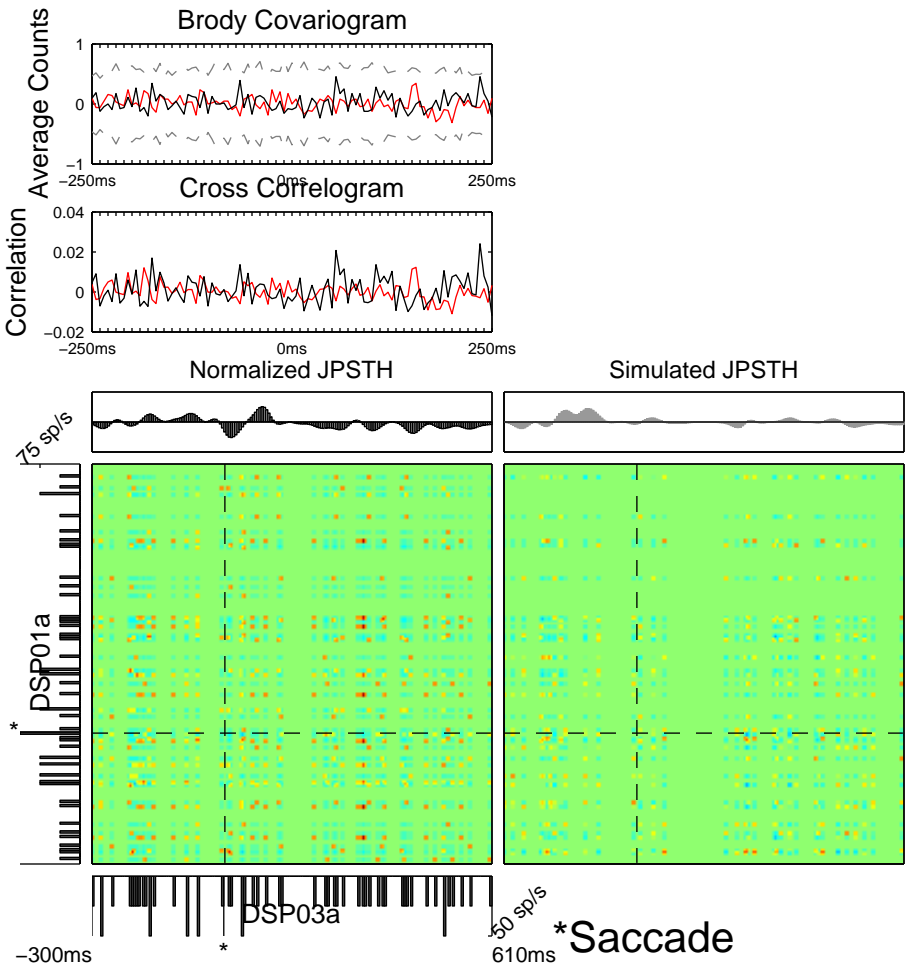 Brody Covariogram
Average Counts
1
0
−1
−250ms
0ms
250ms
Cross Correlogram
Correlation
0.04
0.02
0
−0.02
−250ms
0ms
250ms
Normalized JPSTH
Simulated JPSTH
75 sp/s
DSP01a
*
DSP03a
*
50 sp/s
−300ms
610ms
*Saccade